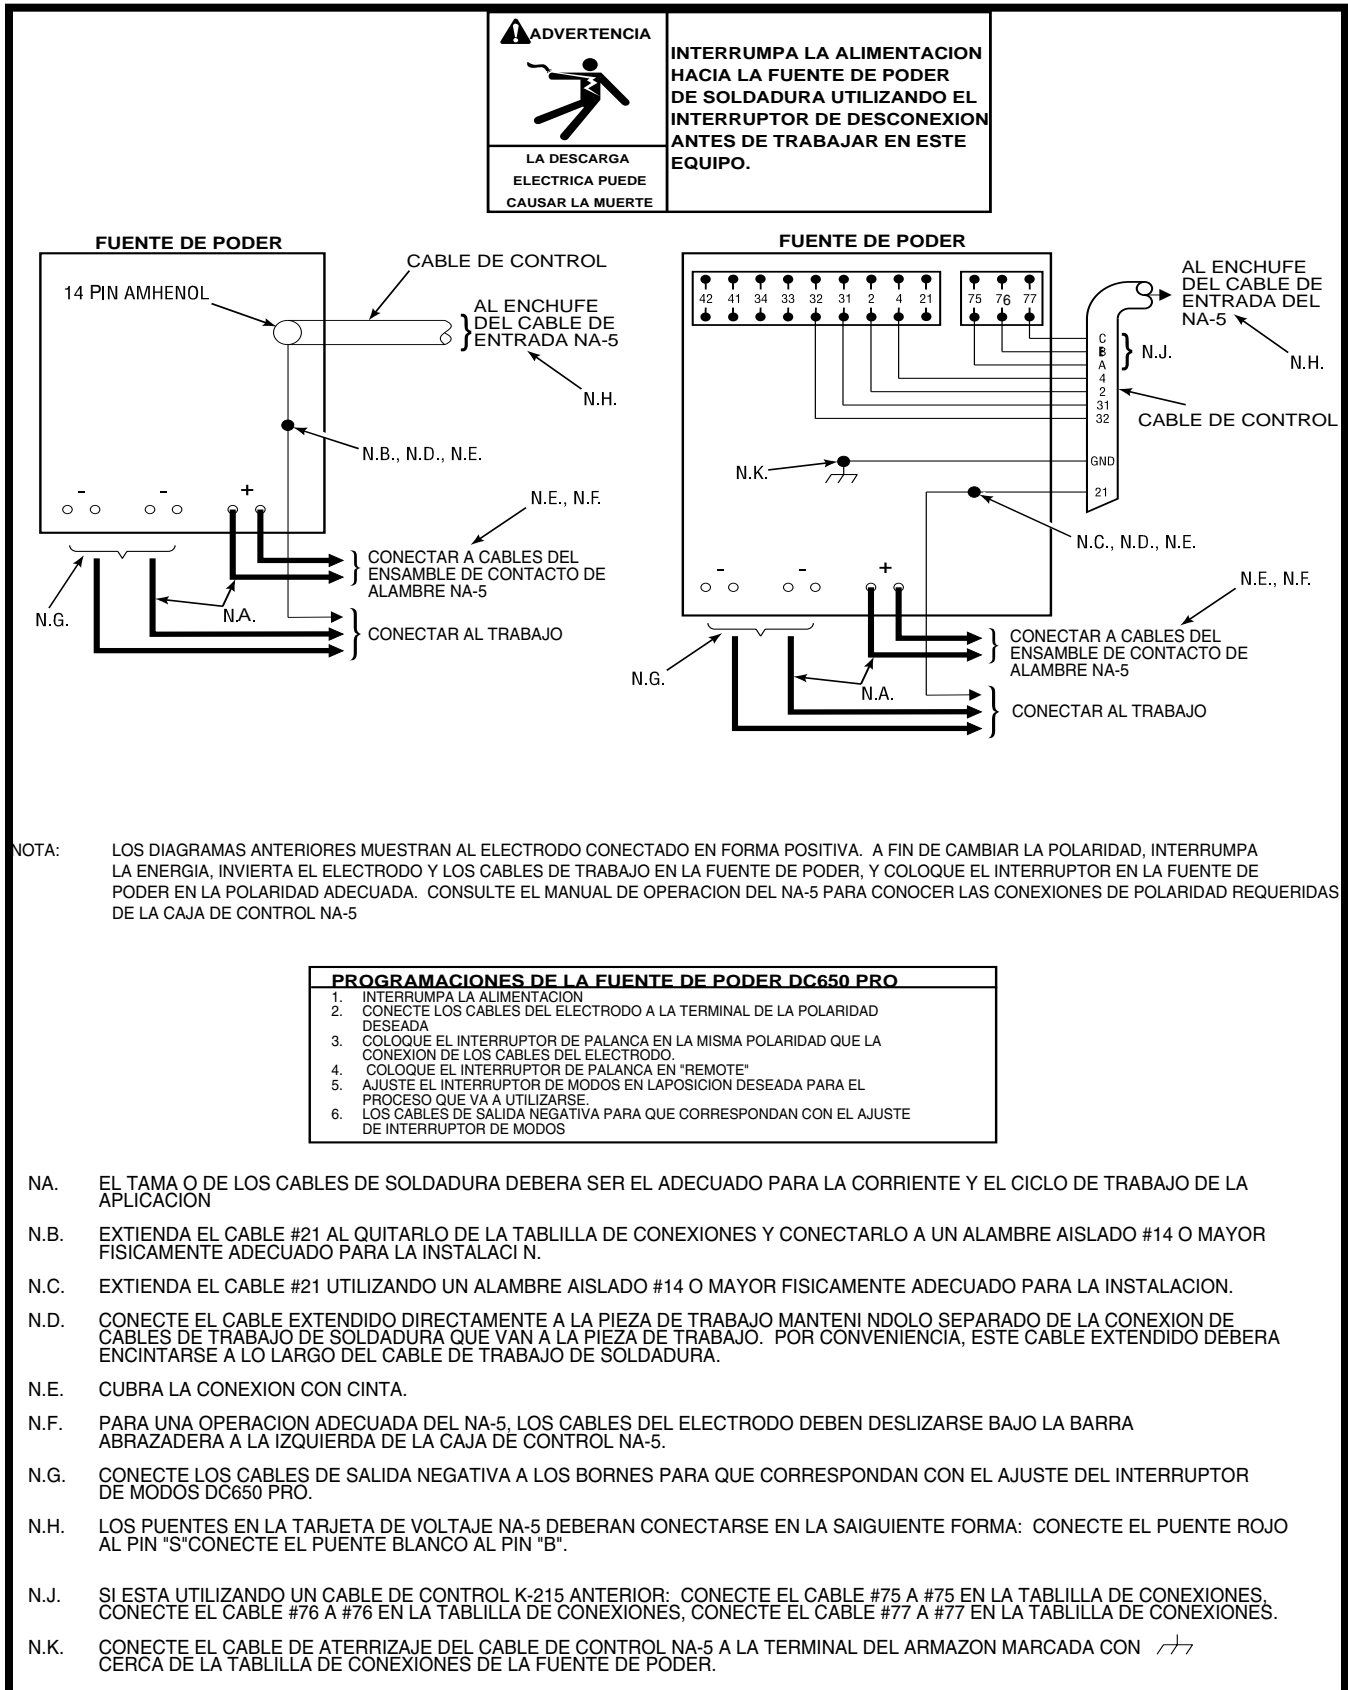 ADVERTENCIA
LA DESCARGA
ELECTRICA PUEDE
CAUSAR LA MUERTE
INTERRUMPA LA ALIMENTACION
HACIA LA FUENTE DE PODER
DE SOLDADURA UTILIZANDO EL
INTERRUPTOR DE DESCONEXION
ANTES DE TRABAJAR EN ESTE
EQUIPO.
FUENTE DE PODER
CABLE DE CONTROL
14 PIN AMHENOL
AL ENCHUFE
DEL CABLE DE
ENTRADA NA-5
N.H.
N.B., N.D., N.E.
- - +
N.E., N.F.
CONECTAR A CABLES DEL
ENSAMBLE DE CONTACTO DE
ALAMBRE NA-5
N.G.
N.A.
CONECTAR AL TRABAJO
FUENTE DE PODER
42 41 34 33 32 31 2 4 21 75 76 77
AL ENCHUFE
DEL CABLE DE
ENTRADA DEL
NA-5
N.H.
C
B
A
4
2
31
32
GND
21
N.J.
CABLE DE CONTROL
N.K.
N.C., N.D., N.E.
- - +
N.E., N.F.
CONECTAR A CABLES DEL
ENSAMBLE DE CONTACTO DE
ALAMBRE NA-5
N.G.
N.A.
CONECTAR AL TRABAJO
NOTA: LOS DIAGRAMAS ANTERIORES MUESTRAN AL ELECTRODO CONECTADO EN FORMA POSITIVA. A FIN DE CAMBIAR LA POLARIDAD, INTERRUMPA
LA ENERGIA, INVIERTA EL ELECTRODO Y LOS CABLES DE TRABAJO EN LA FUENTE DE PODER, Y COLOQUE EL INTERRUPTOR EN LA FUENTE DE
PODER EN LA POLARIDAD ADECUADA. CONSULTE EL MANUAL DE OPERACION DEL NA-5 PARA CONOCER LAS CONEXIONES DE POLARIDAD REQUERIDAS
DE LA CAJA DE CONTROL NA-5
PROGRAMACIONES DE LA FUENTE DE PODER DC650 PRO
1. INTERRUMPA LA ALIMENTACION
2. CONECTE LOS CABLES DEL ELECTRODO A LA TERMINAL DE LA POLARIDAD
DESEADA
3. COLOQUE EL INTERRUPTOR DE PALANCA EN LA MISMA POLARIDAD QUE LA
CONEXION DE LOS CABLES DEL ELECTRODO.
4. COLOQUE EL INTERRUPTOR DE PALANCA EN "REMOTE"
5. AJUSTE EL INTERRUPTOR DE MODOS EN LAPOSICION DESEADA PARA EL
PROCESO QUE VA A UTILIZARSE.
6. LOS CABLES DE SALIDA NEGATIVA PARA QUE CORRESPONDAN CON EL AJUSTE
DE INTERRUPTOR DE MODOS
NA. EL TAMA O DE LOS CABLES DE SOLDADURA DEBERA SER EL ADECUADO PARA LA CORRIENTE Y EL CICLO DE TRABAJO DE LA
APLICACION
N.B. EXTIENDA EL CABLE #21 AL QUITARLO DE LA TABLILLA DE CONEXIONES Y CONECTARLO A UN ALAMBRE AISLADO #14 O MAYOR
FISICAMENTE ADECUADO PARA LA INSTALACI N.
N.C. EXTIENDA EL CABLE #21 UTILIZANDO UN ALAMBRE AISLADO #14 O MAYOR FISICAMENTE ADECUADO PARA LA INSTALACION.
N.D. CONECTE EL CABLE EXTENDIDO DIRECTAMENTE A LA PIEZA DE TRABAJO MANTENI NDOLO SEPARADO DE LA CONEXION DE
CABLES DE TRABAJO DE SOLDADURA QUE VAN A LA PIEZA DE TRABAJO. POR CONVENIENCIA, ESTE CABLE EXTENDIDO DEBERA
ENCINTARSE A LO LARGO DEL CABLE DE TRABAJO DE SOLDADURA.
N.E. CUBRA LA CONEXION CON CINTA.
N.F. PARA UNA OPERACION ADECUADA DEL NA-5, LOS CABLES DEL ELECTRODO DEBEN DESLIZARSE BAJO LA BARRA
ABRAZADERA A LA IZQUIERDA DE LA CAJA DE CONTROL NA-5.
N.G. CONECTE LOS CABLES DE SALIDA NEGATIVA A LOS BORNES PARA QUE CORRESPONDAN CON EL AJUSTE DEL INTERRUPTOR
DE MODOS DC650 PRO.
N.H. LOS PUENTES EN LA TARJETA DE VOLTAJE NA-5 DEBERAN CONECTARSE EN LA SAIGUIENTE FORMA: CONECTE EL PUENTE ROJO
AL PIN "S"CONECTE EL PUENTE BLANCO AL PIN "B".
N.J. SI ESTA UTILIZANDO UN CABLE DE CONTROL K-215 ANTERIOR: CONECTE EL CABLE #75 A #75 EN LA TABLILLA DE CONEXIONES,
CONECTE EL CABLE #76 A #76 EN LA TABLILLA DE CONEXIONES, CONECTE EL CABLE #77 A #77 EN LA TABLILLA DE CONEXIONES.
N.K. CONECTE EL CABLE DE ATERRIZAJE DEL CABLE DE CONTROL NA-5 A LA TERMINAL DEL ARMAZON MARCADA CON
CERCA DE LA TABLILLA DE CONEXIONES DE LA FUENTE DE PODER.